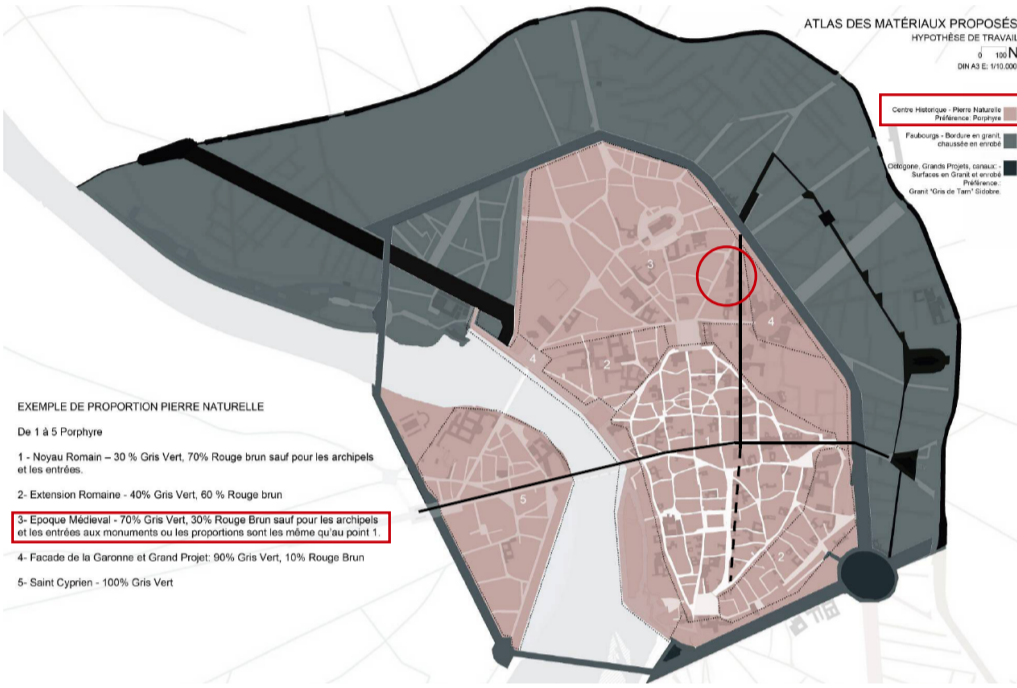 ATLAS DES MATÉRIAUX PROPOSÉS
HYPOTHÈSE DE TRAVAIL
0 100 N
DIN A3 E: 1/10.000
Centre Historique - Pierre Naturelle
Préférence: Porphyre
Faubourgs - Bordure en granit,
chaussée en enrobé
Octogone, Grands Projets, canaux: -
Surfaces en Granit et enrobé
Préférence.:
Granit "Gris de Tarn" Sidobre.
3
4
4
2
1
5
2
EXEMPLE DE PROPORTION PIERRE NATURELLE
De 1 à 5 Porphyre
1 - Noyau Romain – 30 % Gris Vert, 70% Rouge brun sauf pour les archipels
et les entrées.
2- Extension Romaine - 40% Gris Vert, 60 % Rouge brun
3- Epoque Médieval - 70% Gris Vert, 30% Rouge Brun sauf pour les archipels
et les entrées aux monuments ou les proportions sont les même qu'au point 1.
4- Facade de la Garonne et Grand Projet: 90% Gris Vert, 10% Rouge Brun
5- Saint Cyprien - 100% Gris Vert